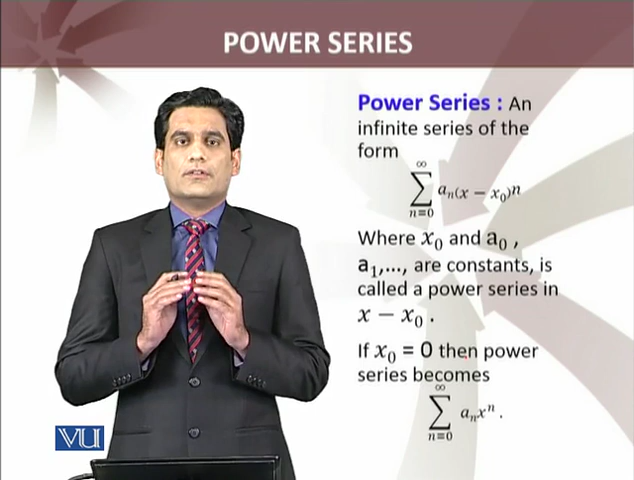 POWER SERIES
Power Series : An
infinite series of the
form
∞
∑ aₙ(x − x₀)n
n=0
Where x₀ and a₀ ,
a₁,…, are constants, is
called a power series in
x − x₀ .
If x₀ = 0 then power
series becomes
∞
∑ aₙxⁿ .
n=0
VU